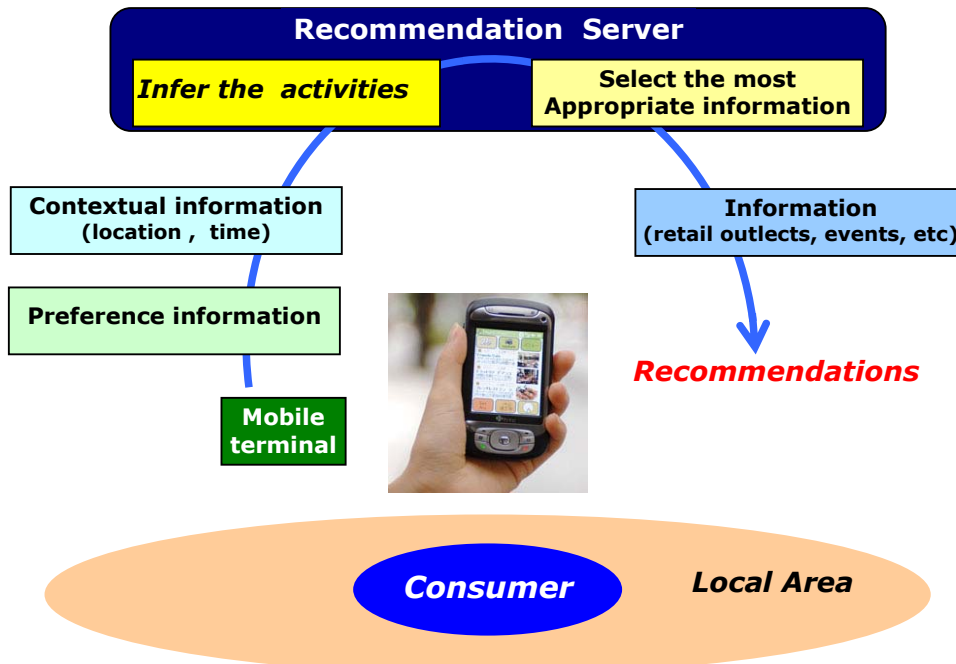 Recommendation Server
Infer the activities
Select the most
Appropriate information
Contextual information
(location , time)
Information
(retail outlects, events, etc)
Preference information
Recommendations
Mobile
terminal
Consumer
Local Area